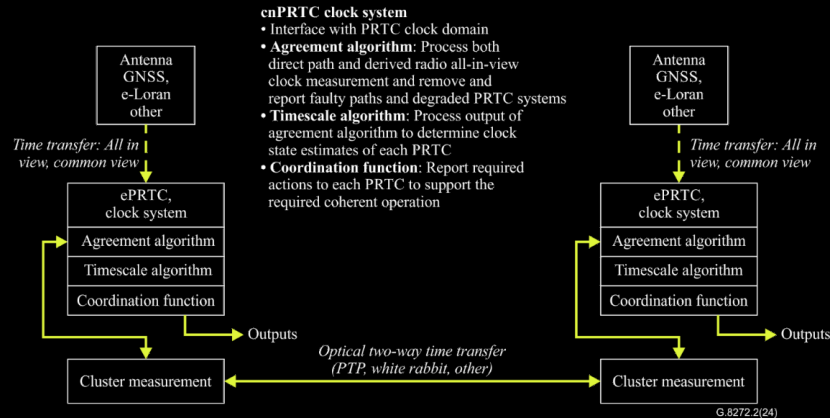 cnPRTC clock system
• Interface with PRTC clock domain
• Agreement algorithm: Process both
direct path and derived radio all-in-view
clock measurement and remove and
report faulty paths and degraded PRTC systems
• Timescale algorithm: Process output of
agreement algorithm to determine clock
state estimates of each PRTC
• Coordination function: Report required
actions to each PRTC to support the
required coherent operation
Antenna
GNSS,
e-Loran
other
Time transfer: All in
view, common view
ePRTC,
clock system
Agreement algorithm
Timescale algorithm
Coordination function
Outputs
Cluster measurement
Optical two-way time transfer
(PTP, white rabbit, other)
Antenna
GNSS,
e-Loran
other
Time transfer: All in
view, common view
ePRTC,
clock system
Agreement algorithm
Timescale algorithm
Coordination function
Outputs
Cluster measurement
G.8272.2(24)